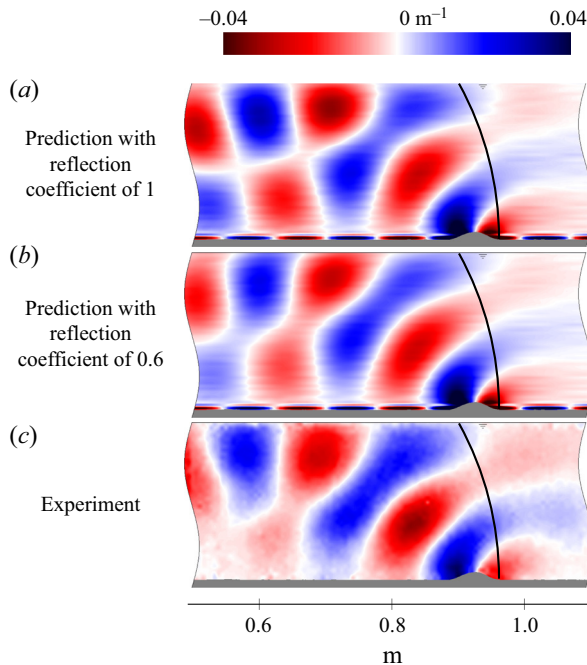 −0.04 0 m−1 0.04
(a)
Prediction with
reflection
coefficient of 1
(b)
Prediction with
reflection
coefficient of 0.6
(c)
Experiment
0.6 0.8 1.0
m